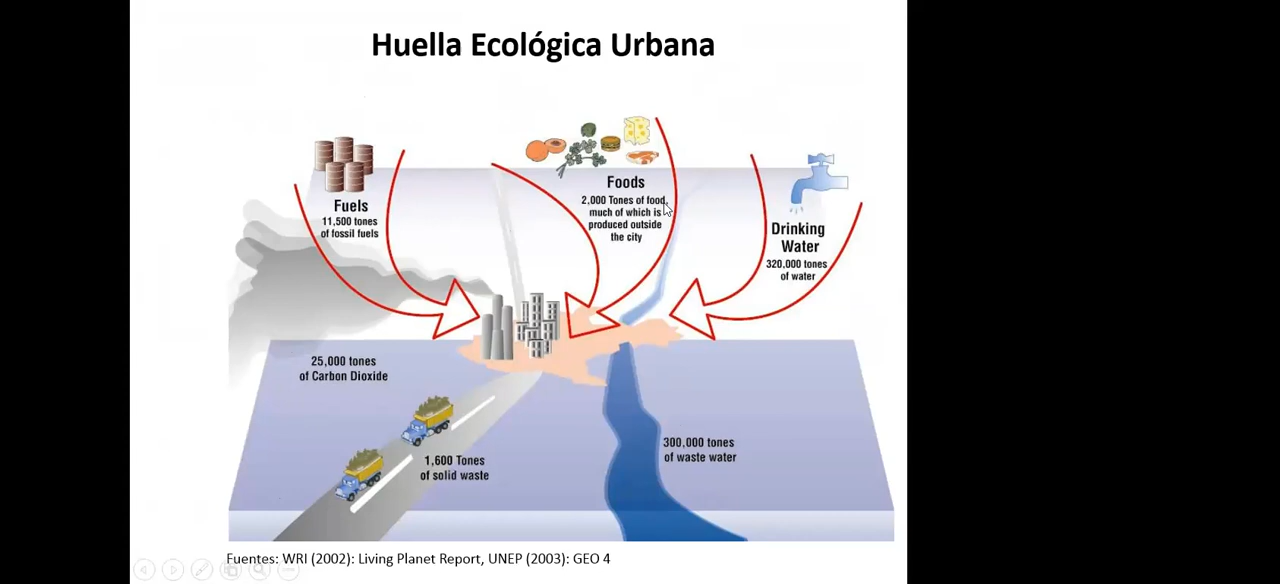 Huella Ecológica Urbana
Fuels
11,500 tones
of fossil fuels
Foods
2,000 Tones of food,
much of which is
produced outside
the city
Drinking
Water
320,000 tones
of water
25,000 tones
of Carbon Dioxide
1,600 Tones
of solid waste
300,000 tones
of waste water
Fuentes: WRI (2002): Living Planet Report, UNEP (2003): GEO 4